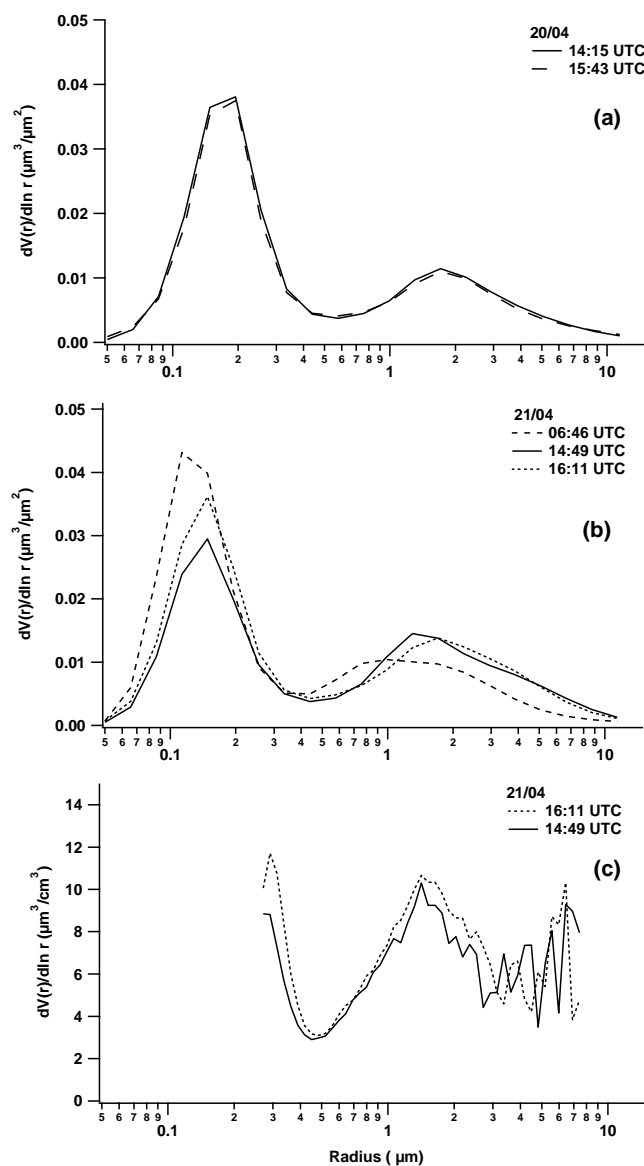 20/04
14:15 UTC
15:43 UTC
(a)
dV(r)/dln r (µm³/µm²)
0.05
0.04
0.03
0.02
0.01
0.00
5 6 7 8 9 2 3 4 5 6 7 8 9 2 3 4 5 6 7 8 9
0.1 1 10
21/04
06:46 UTC
14:49 UTC
16:11 UTC
(b)
dV(r)/dln r (µm³/µm²)
0.05
0.04
0.03
0.02
0.01
0.00
5 6 7 8 9 2 3 4 5 6 7 8 9 2 3 4 5 6 7 8 9
0.1 1 10
21/04
16:11 UTC
14:49 UTC
(c)
dV(r)/dln r (µm³/cm³)
14
12
10
8
6
4
2
0
5 6 7 8 9 2 3 4 5 6 7 8 9 2 3 4 5 6 7 8 9
0.1 1 10
Radius ( µm)